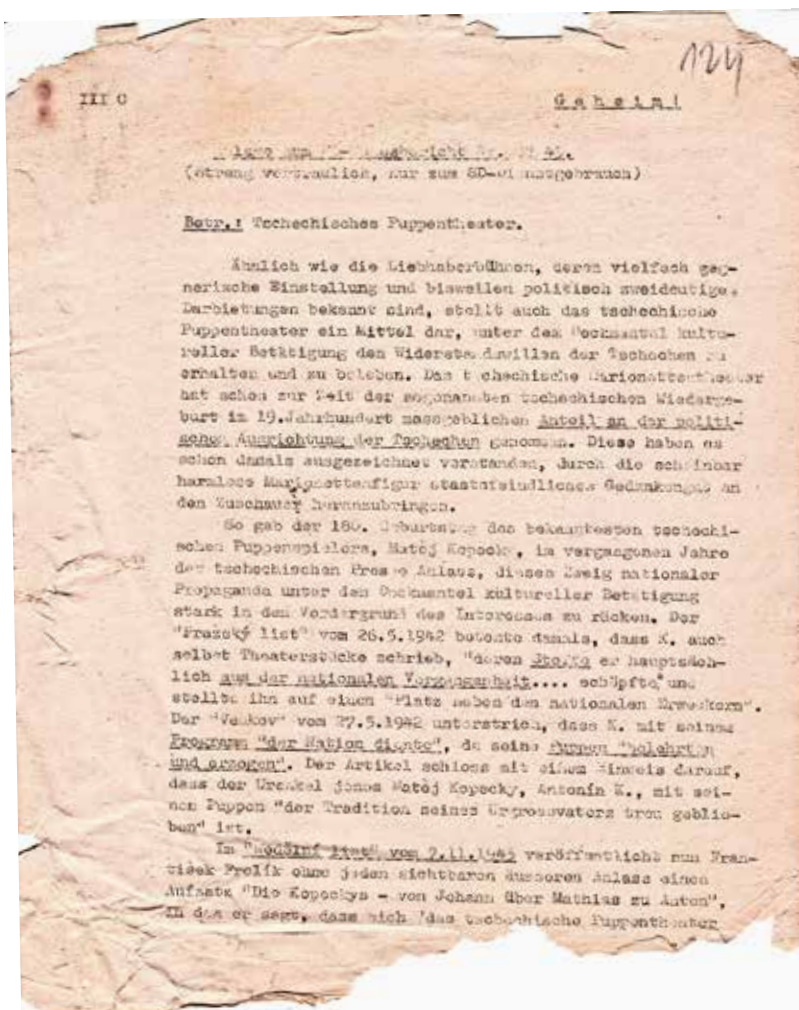 124
III C
Geheim!
(Streng vertraulich, nur zum SD-Dienstgebrauch)
Betr.: Tschechisches Puppentheater.
Ähnlich wie die Liebhaberbühnen, deren vielfach geg-
nerische Einstellung und bisweilen politisch zweideutige
Darbietungen bekannt sind, stellt auch das tschechische
Puppentheater ein Mittel dar, unter dem Deckmantel kultu-
reller Betätigung den Widerstandswillen der Tschechen zu
erhalten und zu beleben. Das tschechische Marionettentheater
hat schon zur Zeit der sogenannten tschechischen Wiederge-
burt im 19.Jahrhundert massgeblichen Anteil an der politi-
schen Ausrichtung der Tschechen genommen. Diese haben es
schon damals ausgezeichnet verstanden, durch die scheinbar
harmlose Marionettenfigur staatsfeindliches Gedankengut an
den Zuschauer heranzubringen.
So gab der 180. Geburtstag des bekanntesten tschechi-
schen Puppenspielers, Matěj Kopecky, im vergangenen Jahre
der tschechischen Presse Anlass, diesen Zweig nationaler
Propaganda unter dem Deckmantel kultureller Betätigung
stark in den Vordergrund des Interesses zu rücken. Der
"Pražský list" vom 26.5.1942 betonte damals, dass K. auch
selbst Theaterstücke schrieb, "deren Stoffe er hauptsäch-
lich aus der nationalen Vergangenheit.... schöpfte" und
stellte ihn auf einen "Platz neben den nationalen Erweckern".
Der "Venkov" vom 27.5.1942 unterstrich, dass K. mit seinem
Program "der Nation diente", da seine Puppen "belehrten
und erzogen". Der Artikel schloss mit einem Hinweis darauf,
dass der Urenkel jenes Matěj Kopecky, Antonín K., mit sei-
nen Puppen "der Tradition seines Urgrossvaters treu geblie-
ben" ist.
Im "Nedělní list" vom 7.11.1943 veröffentlicht nun Fran-
tišek Frolík ohne jeden sichtbaren äusseren Anlass einen
Aufsatz "Die Kopeckys - von Johann über Mathias zu Anton",
in dem er sagt, dass sich "das tschechische Puppentheater